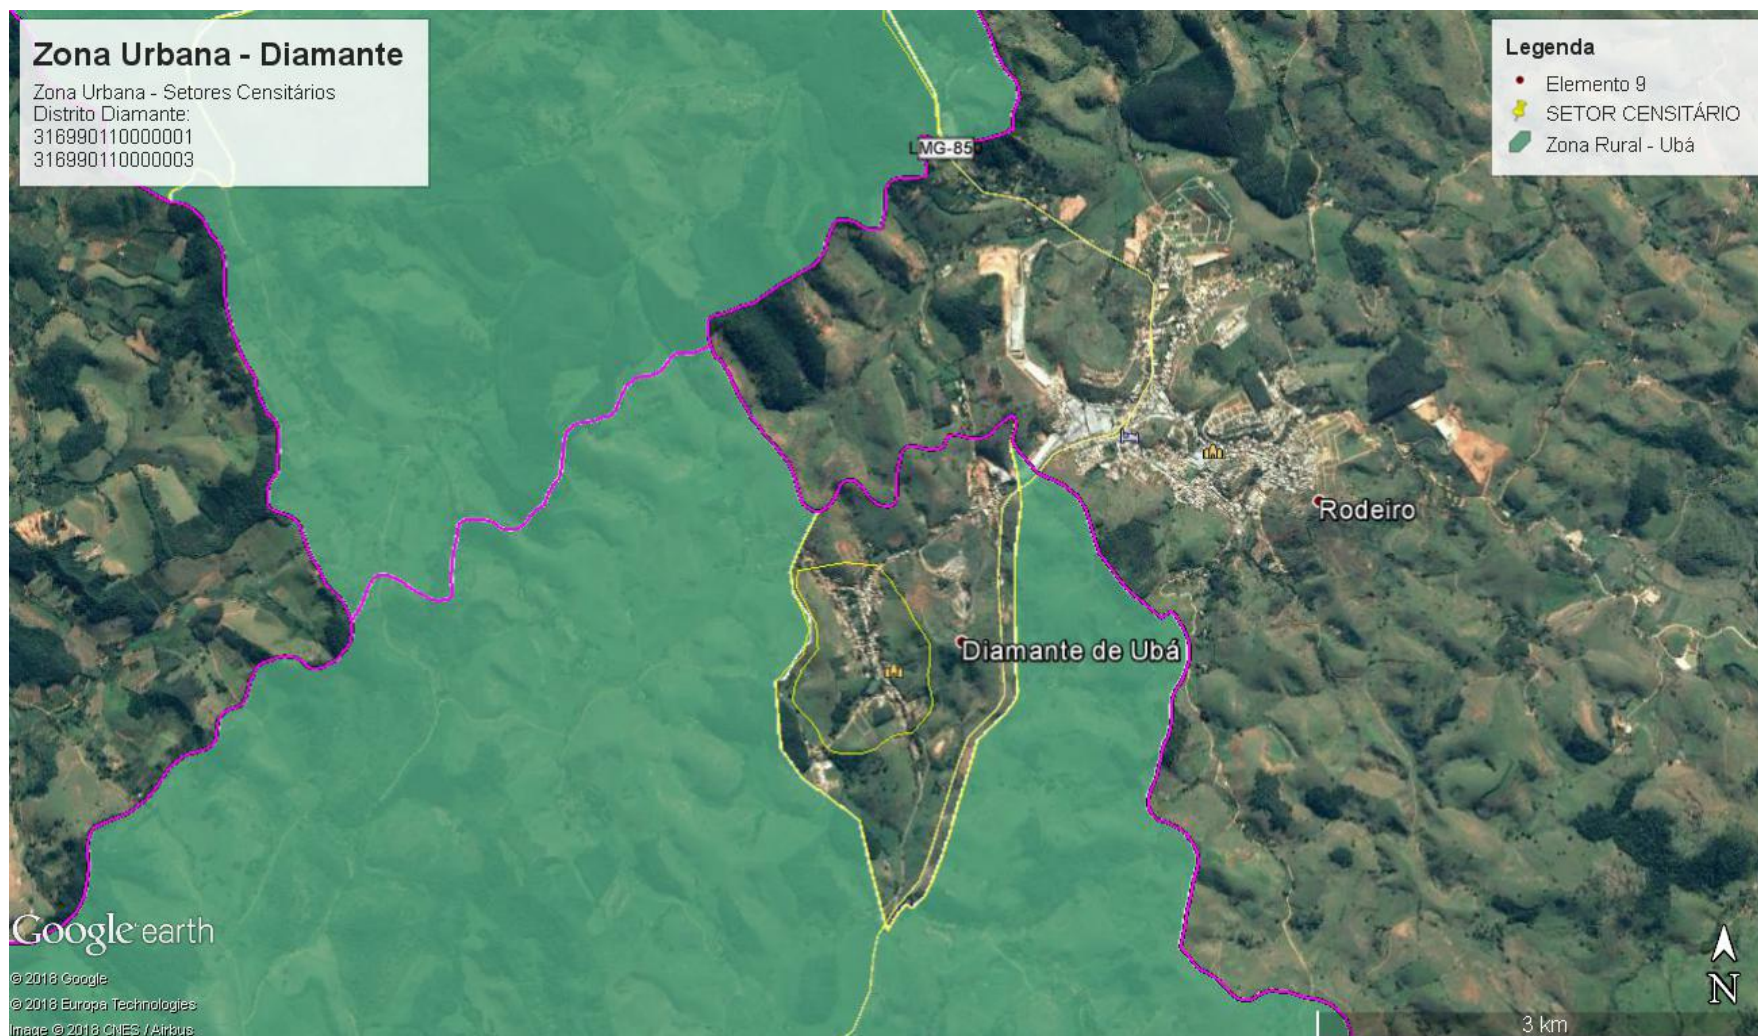 Zona Urbana - Diamante
Zona Urbana - Setores Censitários
Distrito Diamante:
316990110000001
316990110000003
Legenda
Elemento 9
SETOR CENSITÁRIO
Zona Rural - Ubá
LMG-850
Rodeiro
Diamante de Ubá
Google earth
© 2018 Google
© 2018 Europa Technologies
Image © 2018 CNES / Airbus
N
3 km